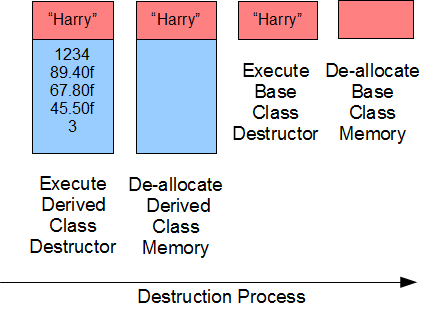 “Harry”
1234
89.40f
67.80f
45.50f
3
Execute
Derived
Class
Destructor
“Harry”
De-allocate
Derived
Class
Memory
“Harry”
Execute
Base
Class
Destructor
De-allocate
Base
Class
Memory
Destruction Process